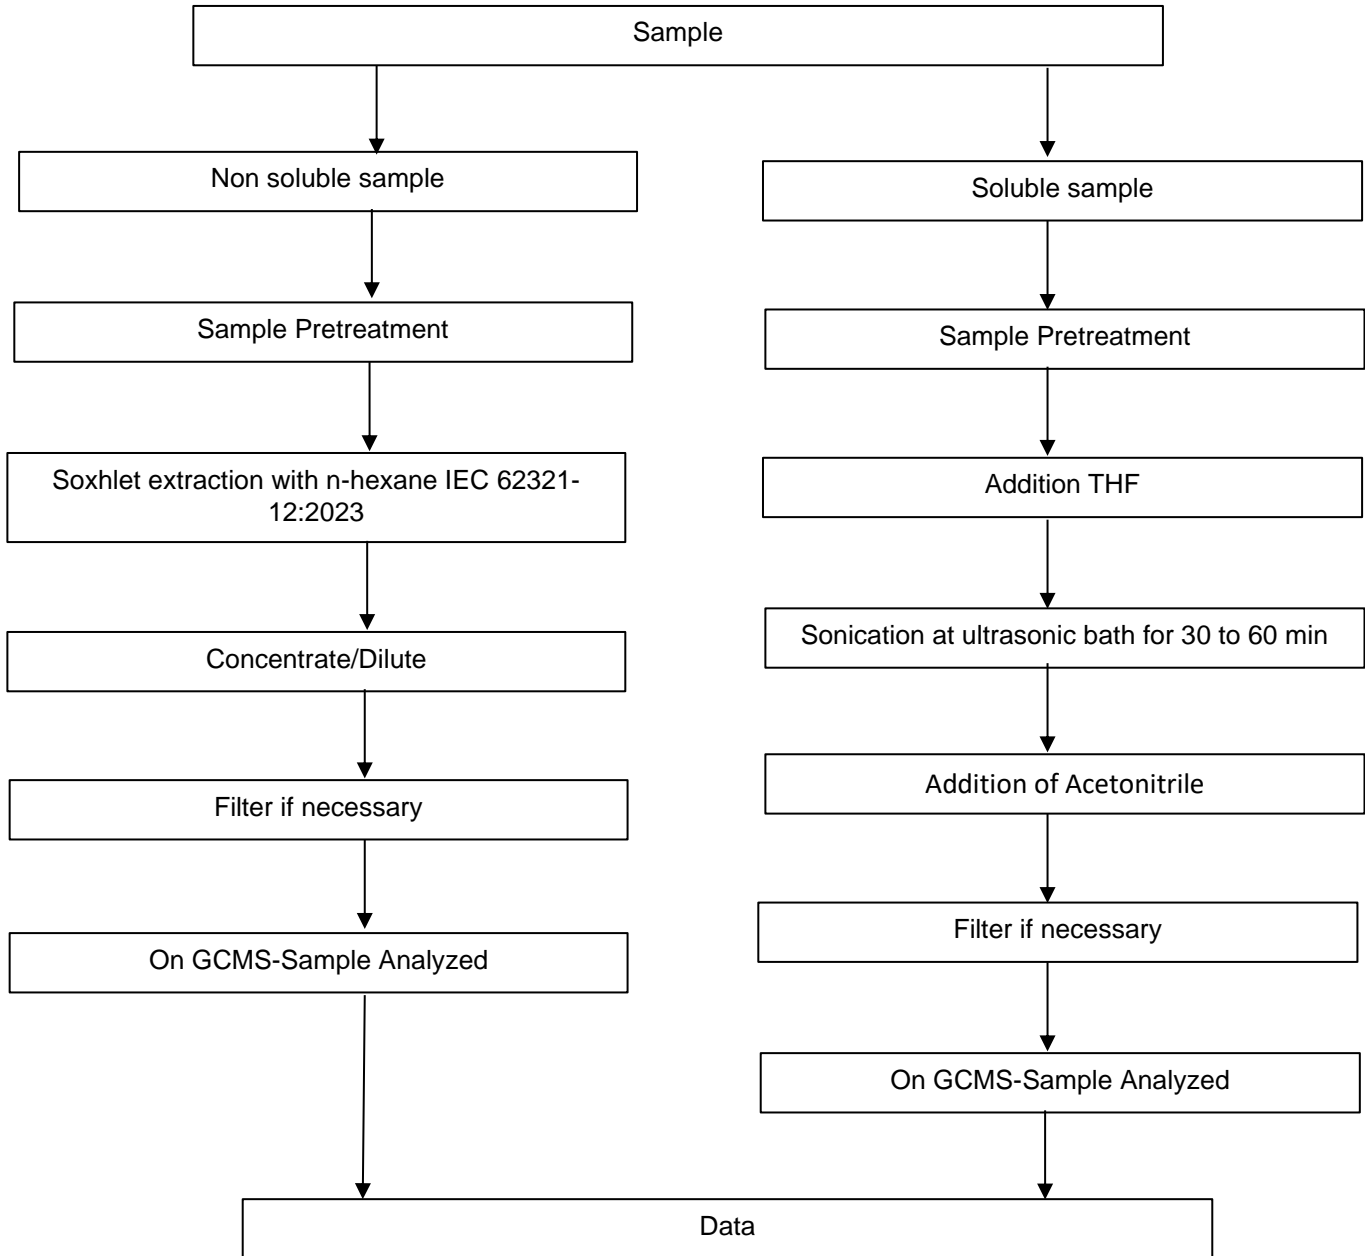 Sample
Non soluble sample
Sample Pretreatment
Soxhlet extraction with n-hexane IEC 62321-
12:2023
Concentrate/Dilute
Filter if necessary
On GCMS-Sample Analyzed
Soluble sample
Sample Pretreatment
Addition THF
Sonication at ultrasonic bath for 30 to 60 min
Addition of Acetonitrile
Filter if necessary
On GCMS-Sample Analyzed
Data